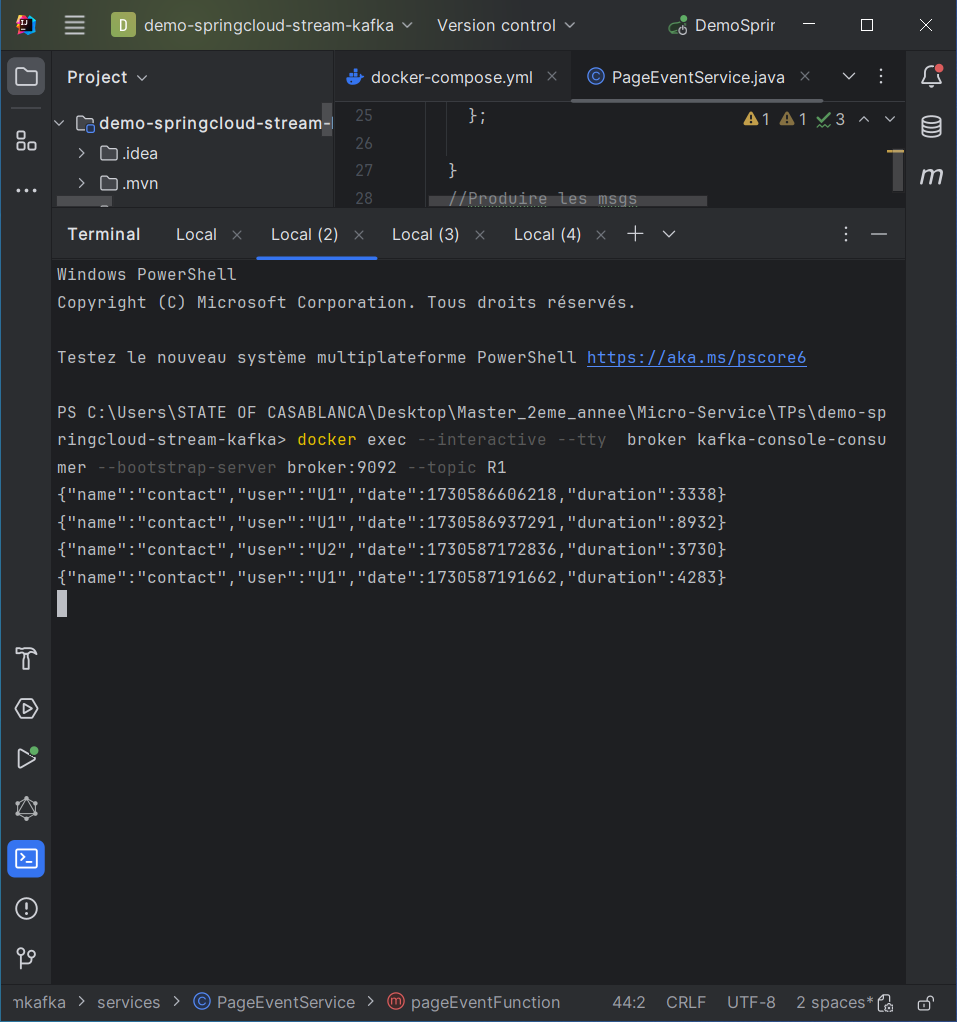 D demo-springcloud-stream-kafka Version control DemoSprir
Project docker-compose.yml PageEventService.java
demo-springcloud-stream-
.idea
.mvn
25 };
26
27 }
28 //Produire les msgs
1 1 3
m
Terminal Local Local (2) Local (3) Local (4)
Windows PowerShell
Copyright (C) Microsoft Corporation. Tous droits réservés.
Testez le nouveau système multiplateforme PowerShell https://aka.ms/pscore6
PS C:\Users\STATE OF CASABLANCA\Desktop\Master_2eme_annee\Micro-Service\TPs\demo-sp
ringcloud-stream-kafka> docker exec --interactive --tty  broker kafka-console-consu
mer --bootstrap-server broker:9092 --topic R1
{"name":"contact","user":"U1","date":1730586606218,"duration":3338}
{"name":"contact","user":"U1","date":1730586937291,"duration":8932}
{"name":"contact","user":"U2","date":1730587172836,"duration":3730}
{"name":"contact","user":"U1","date":1730587191662,"duration":4283}
mkafka > services > PageEventService > pageEventFunction 44:2 CRLF UTF-8 2 spaces*